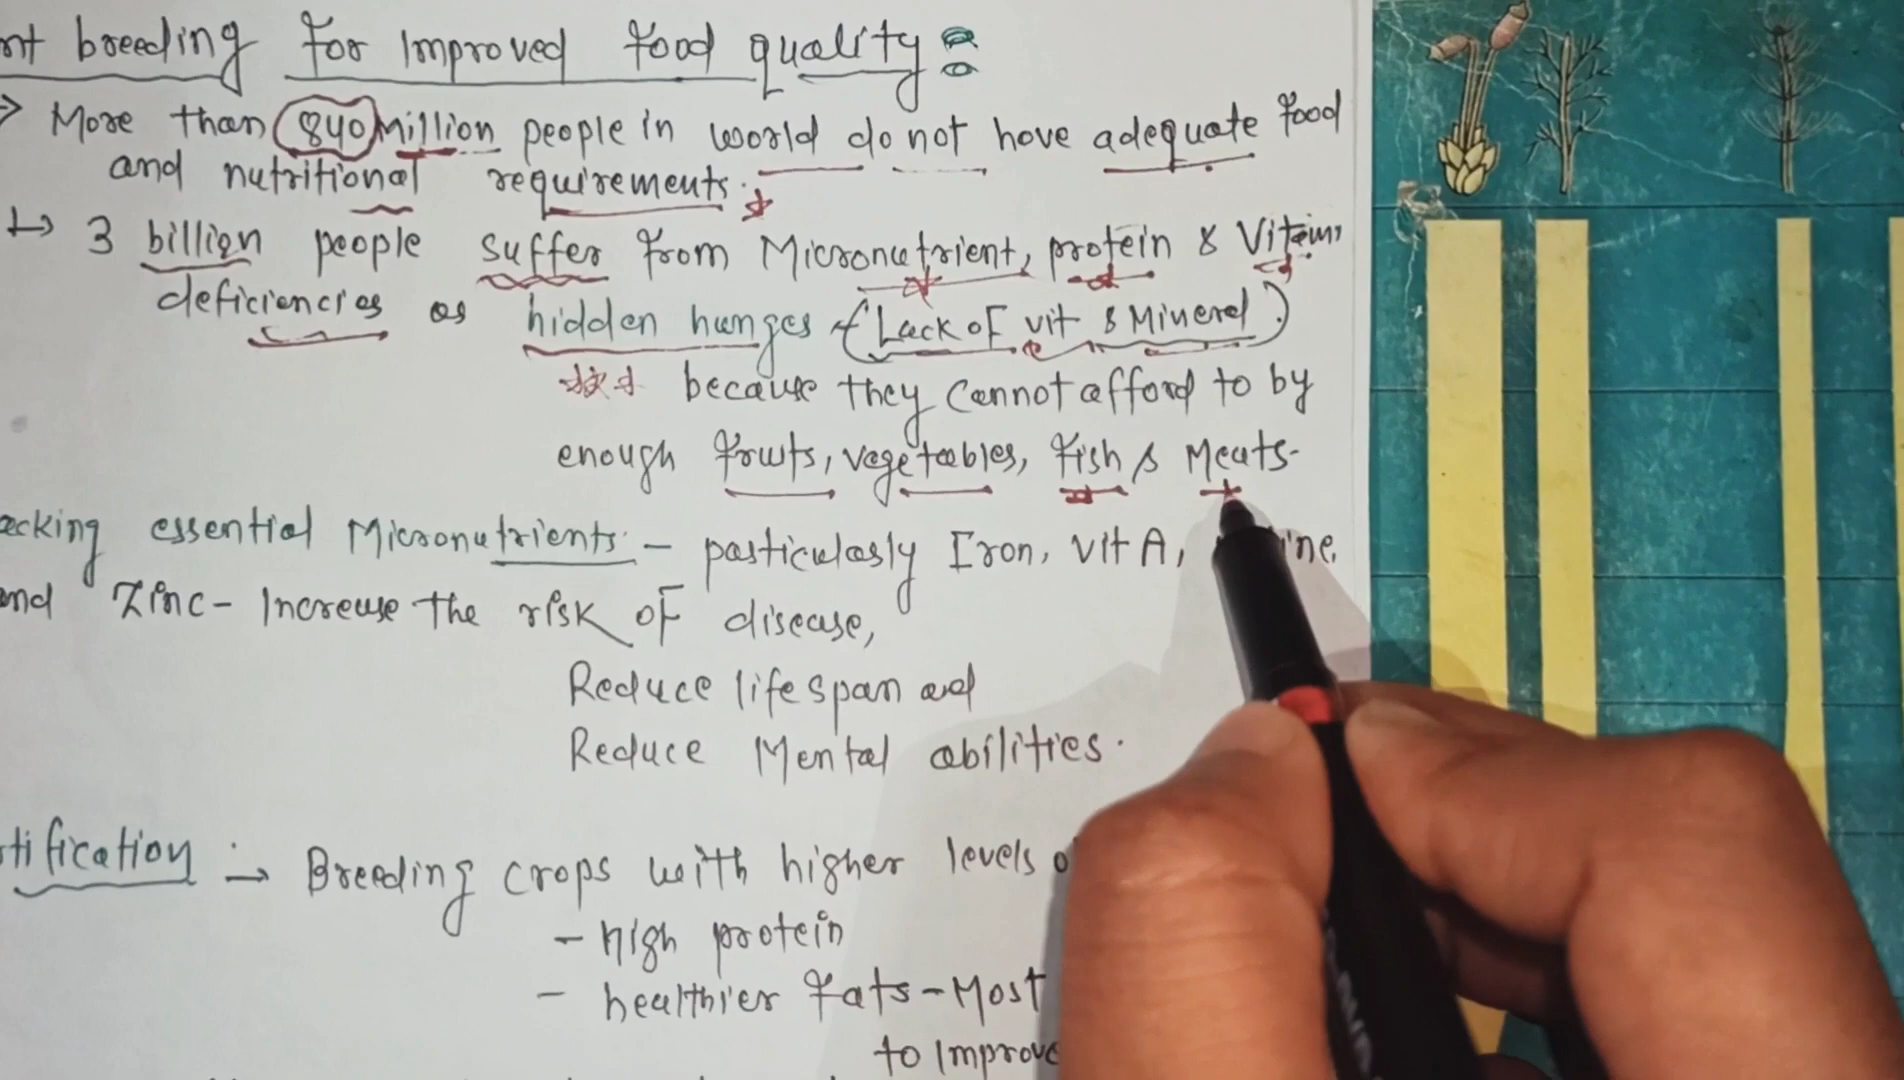 nt breeding for Improved food quality :
→ More than 840 Million people in world do not have adequate food
and nutritional requirements.
↳ 3 billion people suffer from Micronutrient, protein &
deficiencies or hidden hunger (Lack of vit & Mineral)
because they cannot afford to by
enough fruits, vegetables, fish & Meats-
acking essential Micronutrients - particularly Iron, vit A,
and Zinc - Increase the risk of disease,
Reduce lifespan and
Reduce Mental abilities.
tification :→ Breeding crops with higher levels
- high protein
- healthier fats - Most
to Improve